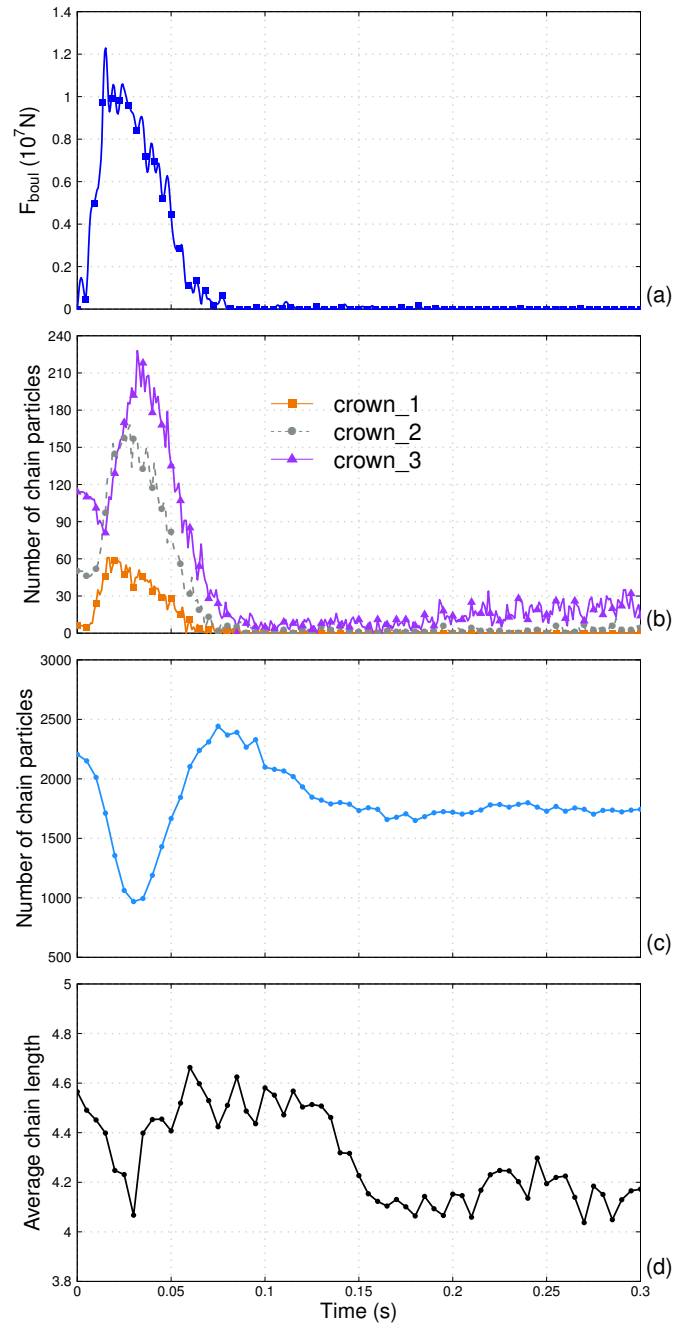 1.4
1.2
1
0.8
0.6
0.4
0.2
0
F_boul (10^7N)
(a)
240
210
180
150
120
90
60
30
0
Number of chain particles
crown_1
crown_2
crown_3
(b)
3000
2500
2000
1500
1000
500
Number of chain particles
(c)
5
4.8
4.6
4.4
4.2
4
3.8
Average chain length
(d)
0 0.05 0.1 0.15 0.2 0.25 0.3
Time (s)